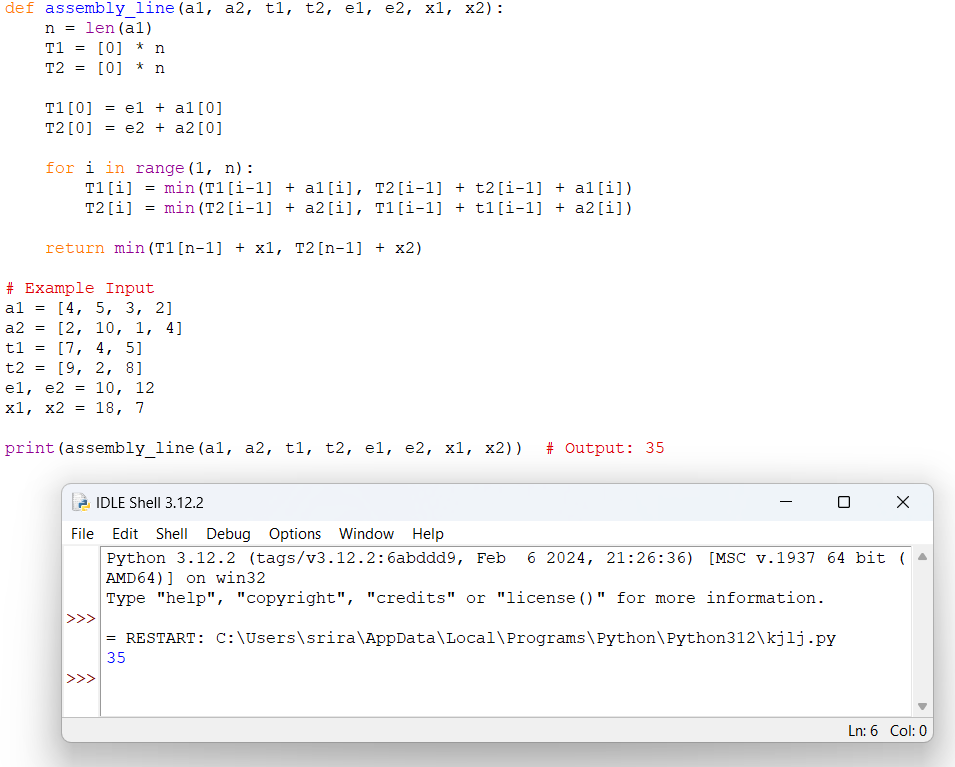 def assembly_line(a1, a2, t1, t2, e1, e2, x1, x2):
    n = len(a1)
    T1 = [0] * n
    T2 = [0] * n

    T1[0] = e1 + a1[0]
    T2[0] = e2 + a2[0]

    for i in range(1, n):
        T1[i] = min(T1[i-1] + a1[i], T2[i-1] + t2[i-1] + a1[i])
        T2[i] = min(T2[i-1] + a2[i], T1[i-1] + t1[i-1] + a2[i])

    return min(T1[n-1] + x1, T2[n-1] + x2)

# Example Input
a1 = [4, 5, 3, 2]
a2 = [2, 10, 1, 4]
t1 = [7, 4, 5]
t2 = [9, 2, 8]
e1, e2 = 10, 12
x1, x2 = 18, 7

print(assembly_line(a1, a2, t1, t2, e1, e2, x1, x2))  # Output: 35
IDLE Shell 3.12.2
File Edit Shell Debug Options Window Help
Python 3.12.2 (tags/v3.12.2:6abddd9, Feb  6 2024, 21:26:36) [MSC v.1937 64 bit (
AMD64)] on win32
Type "help", "copyright", "credits" or "license()" for more information.
>>>
= RESTART: C:\Users\srira\AppData\Local\Programs\Python\Python312\kjlj.py
35
>>>
Ln: 6 Col: 0